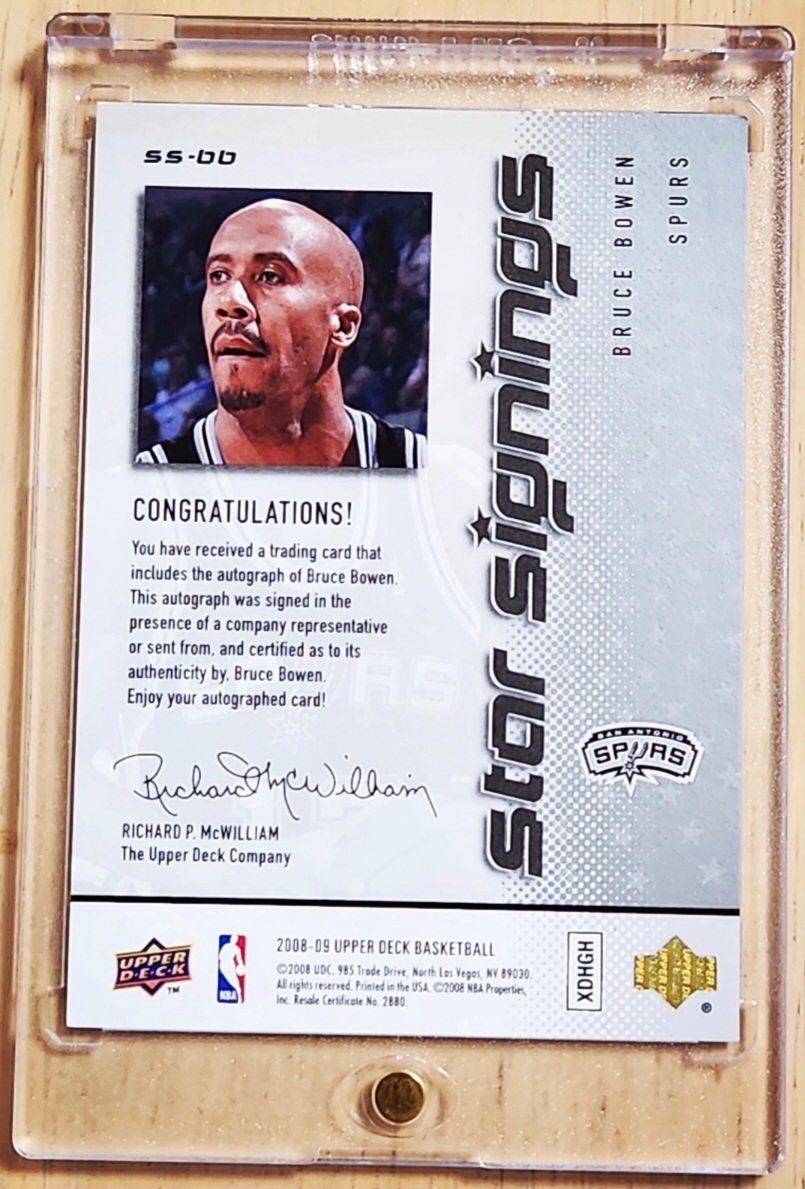 SS-BB
BRUCE BOWEN
SPURS
star signings
CONGRATULATIONS!
You have received a trading card that
includes the autograph of Bruce Bowen.
This autograph was signed in the
presence of a company representative
or sent from, and certified as to its
authenticity by, Bruce Bowen.
Enjoy your autographed card!
Richard McWilliam
RICHARD P. McWILLIAM
The Upper Deck Company
SAN ANTONIO
SPURS
UPPER
D·E·C·K
TM
NBA
2008-09 UPPER DECK BASKETBALL
©2008 UDC, 985 Trade Drive, North Las Vegas, NV 89030.
All rights reserved. Printed in the USA. ©2008 NBA Properties,
Inc. Resale Certificate No. 2880.
XDHGH
®